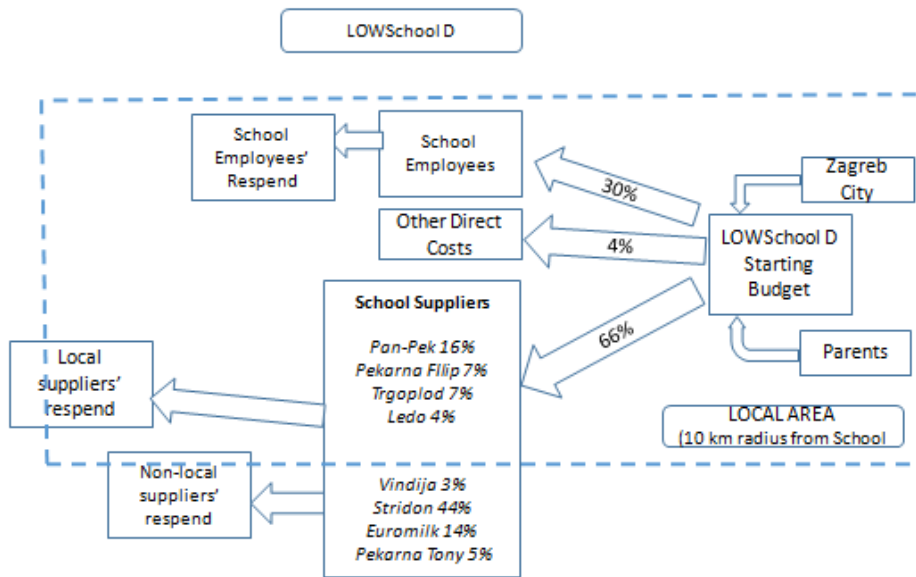 LOWSchool D
School
Employees'
Respend
School
Employees
30%
Zagreb
City
Other Direct
Costs
4%
LOWSchool D
Starting
Budget
School Suppliers
66%
Pan-Pek 16%
Pekarna FIlip 7%
Trgoplod 7%
Ledo 4%
Parents
Local
suppliers'
respend
LOCAL AREA
(10 km radius from School
Non-local
suppliers'
respend
Vindija 3%
Stridon 44%
Euromilk 14%
Pekarna Tony 5%